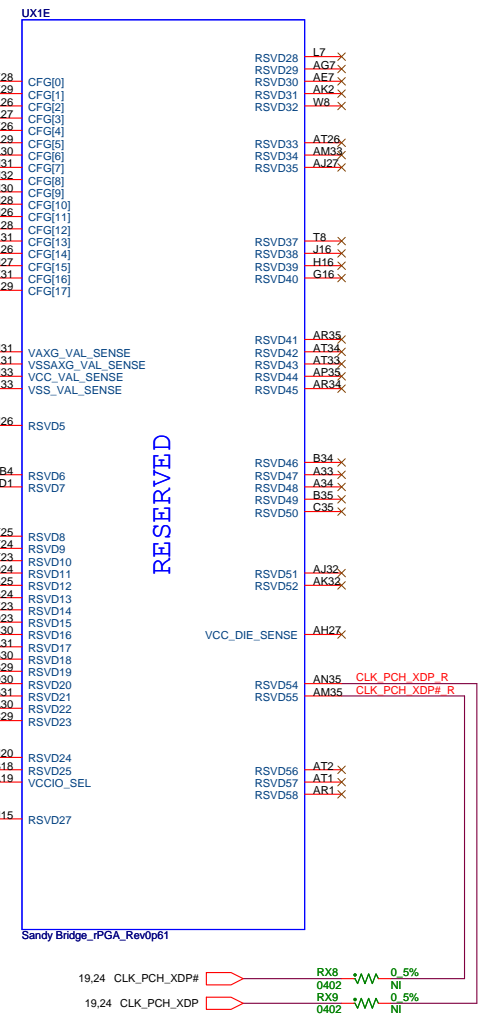 UX1E
RSVD28 L7
RSVD29 AG7
28 CFG[0] RSVD30 AE7
29 CFG[1] RSVD31 AK2
26 CFG[2] RSVD32 W8
27 CFG[3]
26 CFG[4]
29 CFG[5] RSVD33 AT26
30 CFG[6] RSVD34 AM33
31 CFG[7] RSVD35 AJ27
32 CFG[8]
30 CFG[9]
28 CFG[10]
26 CFG[11]
28 CFG[12]
31 CFG[13] RSVD37 T8
26 CFG[14] RSVD38 J16
27 CFG[15] RSVD39 H16
31 CFG[16] RSVD40 G16
29 CFG[17]
RSVD41 AR35
31 VAXG_VAL_SENSE RSVD42 AT34
31 VSSAXG_VAL_SENSE RSVD43 AT33
33 VCC_VAL_SENSE RSVD44 AP35
33 VSS_VAL_SENSE RSVD45 AR34
26 RSVD5
RESERVED
RSVD46 B34
B4 RSVD6 RSVD47 A33
D1 RSVD7 RSVD48 A34
RSVD49 B35
RSVD50 C35
25 RSVD8
24 RSVD9
23 RSVD10
24 RSVD11 RSVD51 AJ32
25 RSVD12 RSVD52 AK32
24 RSVD13
23 RSVD14
23 RSVD15
30 RSVD16 VCC_DIE_SENSE AH27
31 RSVD17
30 RSVD18
29 RSVD19
30 RSVD20 RSVD54 AN35 CLK_PCH_XDP_R
31 RSVD21 RSVD55 AM35 CLK_PCH_XDP#_R
30 RSVD22
29 RSVD23
20 RSVD24
18 RSVD25 RSVD56 AT2
A19 VCCIO_SEL RSVD57 AT1
RSVD58 AR1
15 RSVD27
Sandy Bridge_rPGA_Rev0p61
19,24 CLK_PCH_XDP# RX8 0_5%
0402 NI
19,24 CLK_PCH_XDP RX9 0_5%
0402 NI